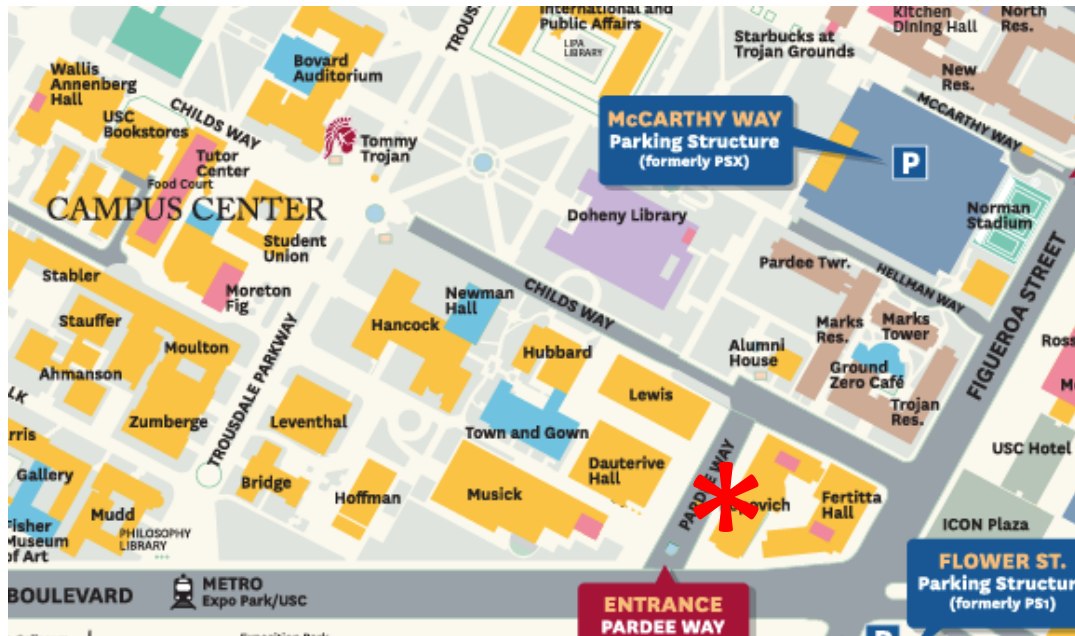 International and
Public Affairs
LIPA
LIBRARY
Kitchen
Dining Hall
North
Res.
Starbucks at
Trojan Grounds
New
Res.
Bovard
Auditorium
Wallis
Annenberg
Hall
USC
Bookstores
CHILDS WAY
Tommy
Trojan
Tutor
Center
Food Court
CAMPUS CENTER
Student
Union
McCARTHY WAY
Parking Structure
(formerly PSX)
P
McCARTHY WAY
Doheny Library
Norman
Stadium
Pardee Twr.
HELLMAN WAY
FIGUEROA STREET
Stabler
Moreton
Fig
Stauffer
Moulton
Ahmanson
Zumberge
TROUSDALE PARKWAY
Newman
Hall
Hancock
CHILDS WAY
Hubbard
Lewis
Alumni
House
Marks
Res.
Marks
Tower
Ground
Zero Café
Trojan
Res.
Leventhal
Town and Gown
Dauterive
Hall
PARDEE WAY
Fertitta
Hall
USC Hotel
ICON Plaza
Gallery
Mudd
PHILOSOPHY
LIBRARY
Bridge
Hoffman
Musick
Museum
of Art
BOULEVARD
METRO
Expo Park/USC
ENTRANCE
PARDEE WAY
FLOWER ST.
Parking Structure
(formerly PS1)
P